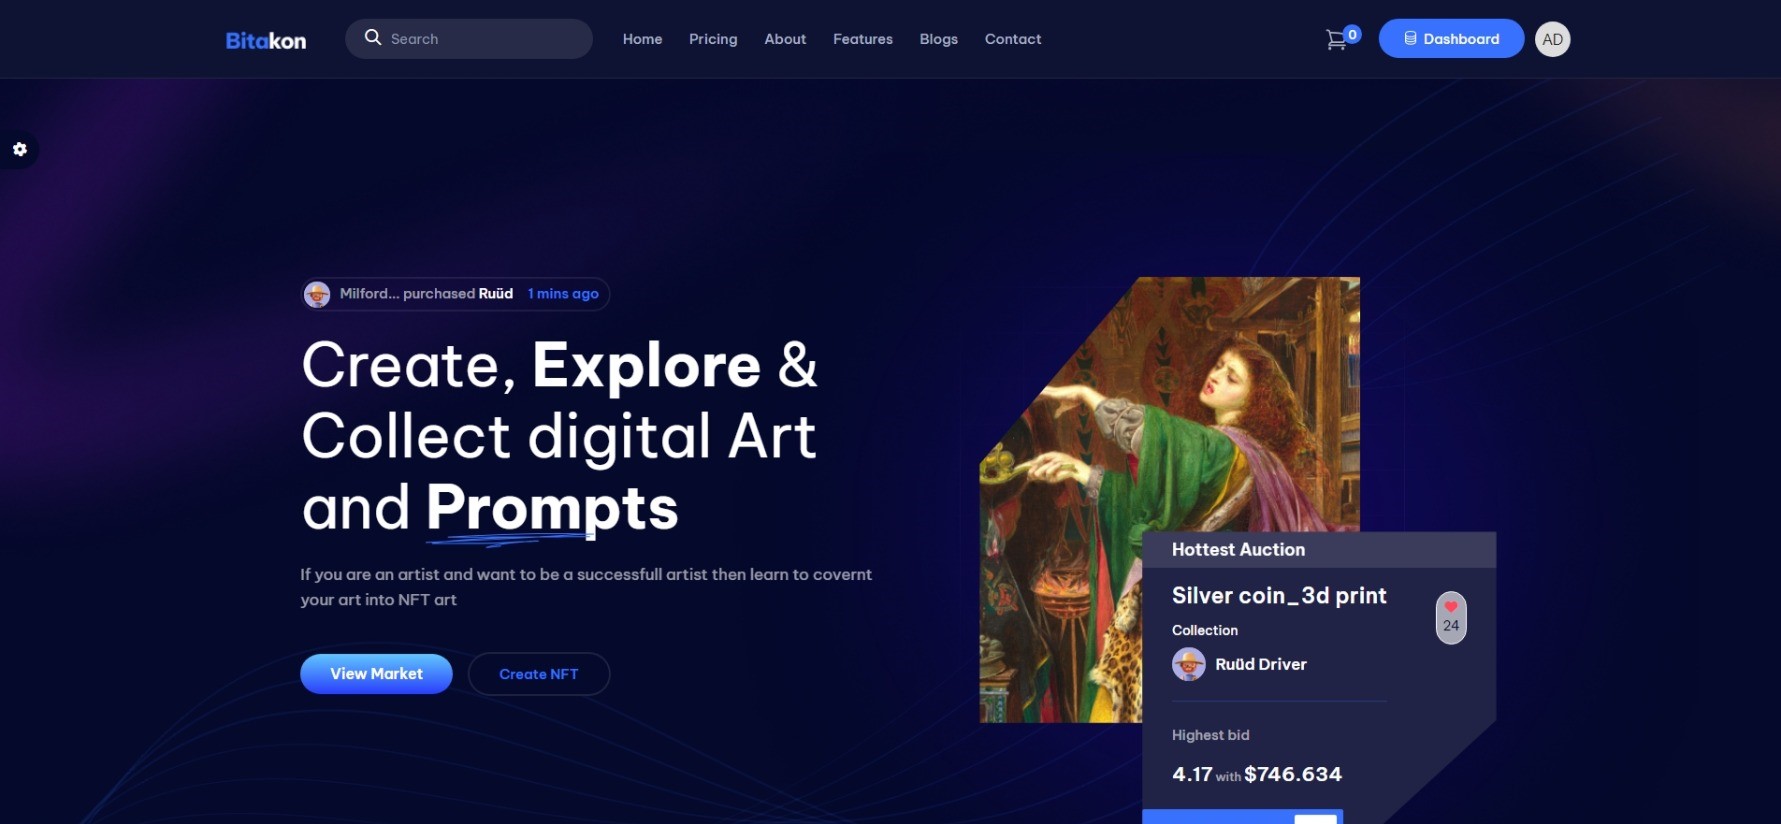 Bitakon
Search
Home Pricing About Features Blogs Contact
0
Dashboard
AD
Milford... purchased Ruüd 1 mins ago
Create, Explore &
Collect digital Art
and Prompts
If you are an artist and want to be a successfull artist then learn to covernt
your art into NFT art
View Market
Create NFT
Hottest Auction
Silver coin_3d print
24
Collection
Ruüd Driver
Highest bid
4.17 with $746.634